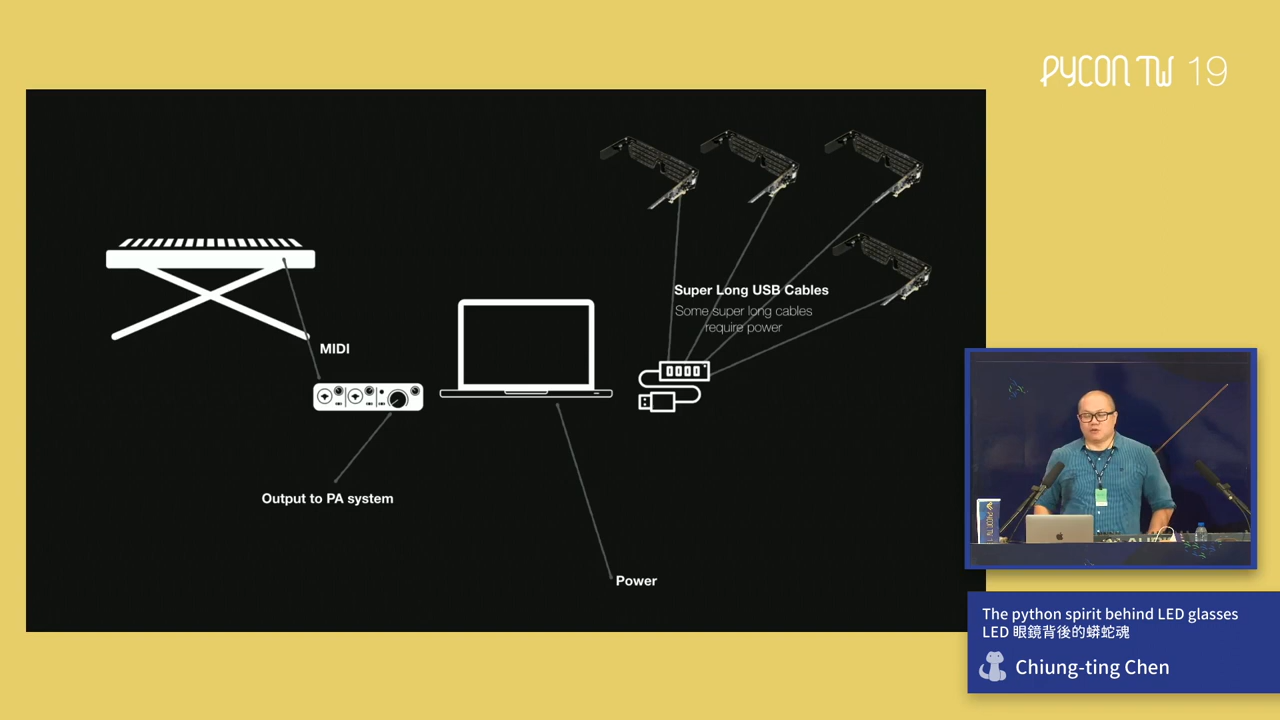 PYCON TW 19
Super Long USB Cables
Some super long cables
require power
MIDI
Output to PA system
Power
The python spirit behind LED glasses
LED 眼鏡背後的蟒蛇魂
Chiung-ting Chen